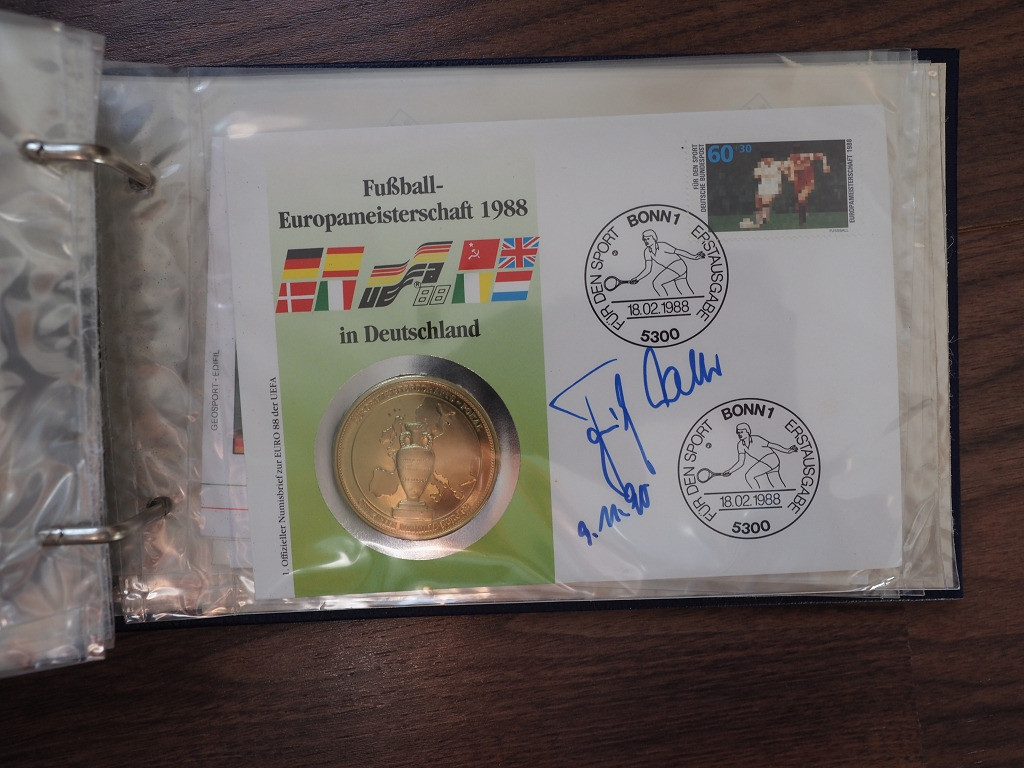 Fußball-
Europameisterschaft 1988
UEFA ® 88
in Deutschland
1. Offizieller Numisbrief zur EURO 88 der UEFA
GEOSPORT - EDIFIL
60 +30
FÜR DEN SPORT
DEUTSCHE BUNDESPOST
EUROPAMEISTERSCHAFT 1988
BONN 1
FÜR DEN SPORT
ERSTAUSGABE
18.02.1988
5300
BONN 1
FÜR DEN SPORT
ERSTAUSGABE
18.02.1988
5300
9.11.90